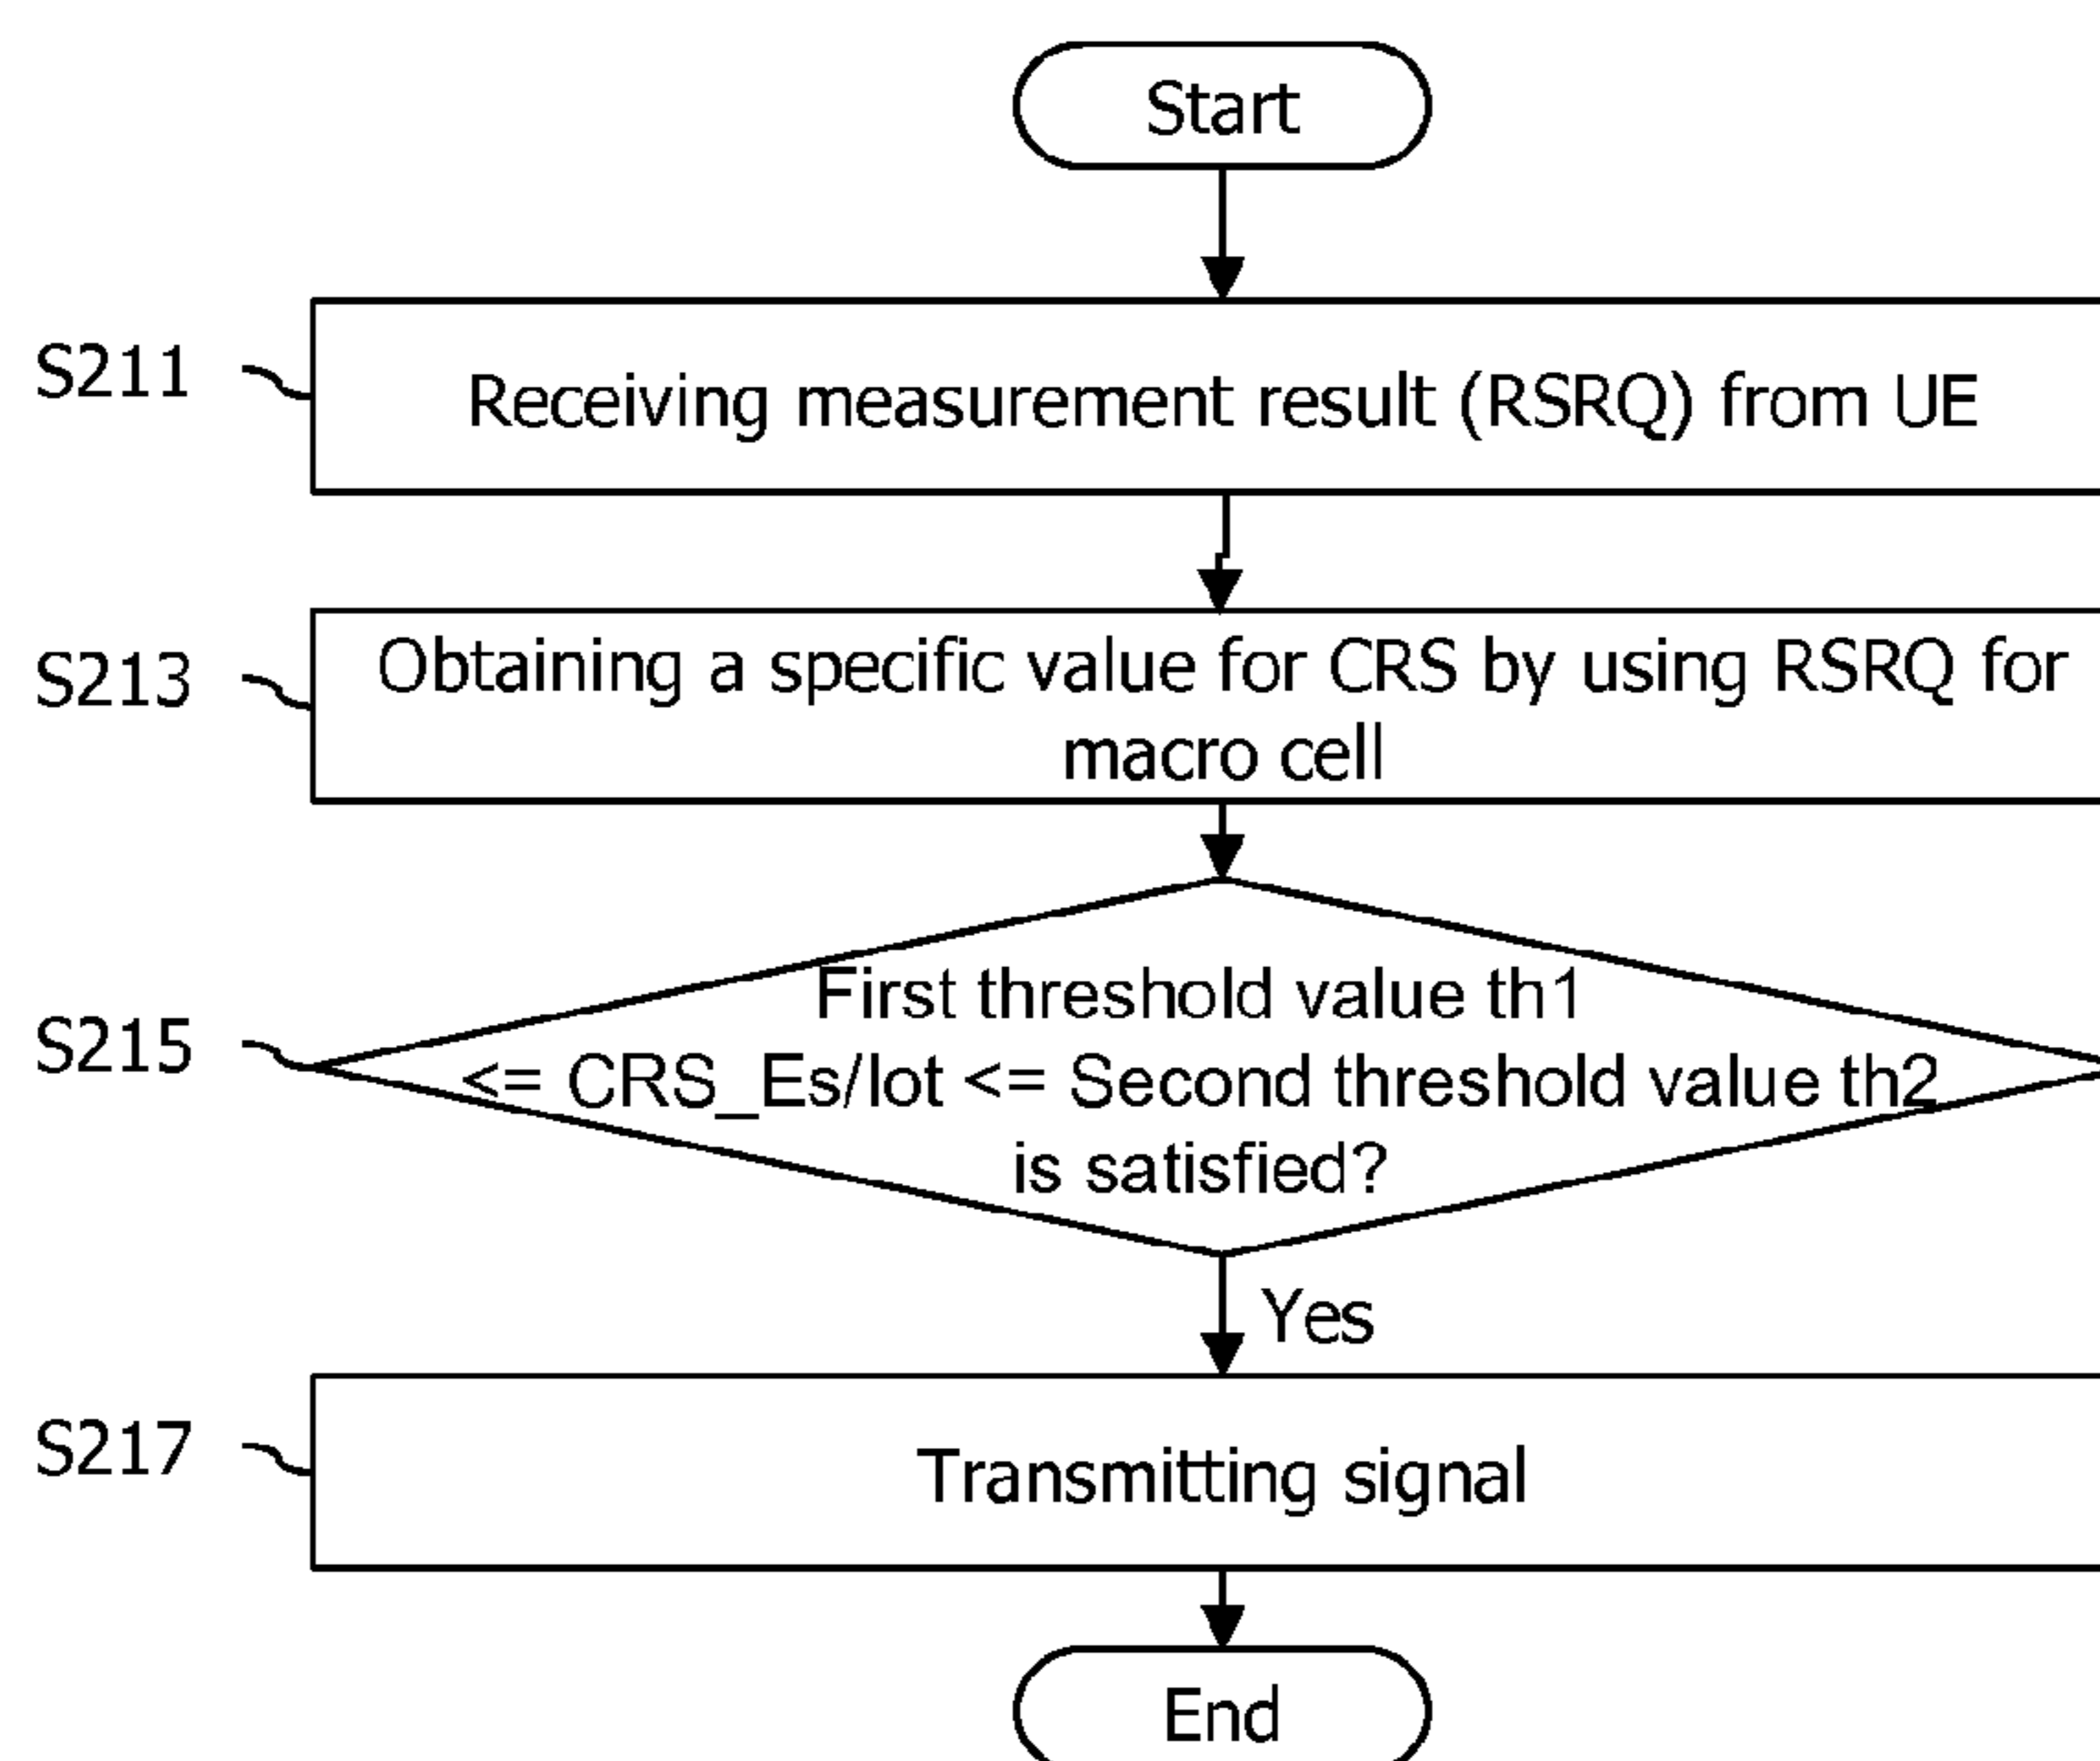 Start
S211
Receiving measurement result (RSRQ) from UE
S213
Obtaining a specific value for CRS by using RSRQ for
macro cell
First threshold value th1
S215
<= CRS_Es/Iot <= Second threshold value th2
is satisfied?
Yes
S217
Transmitting signal
End